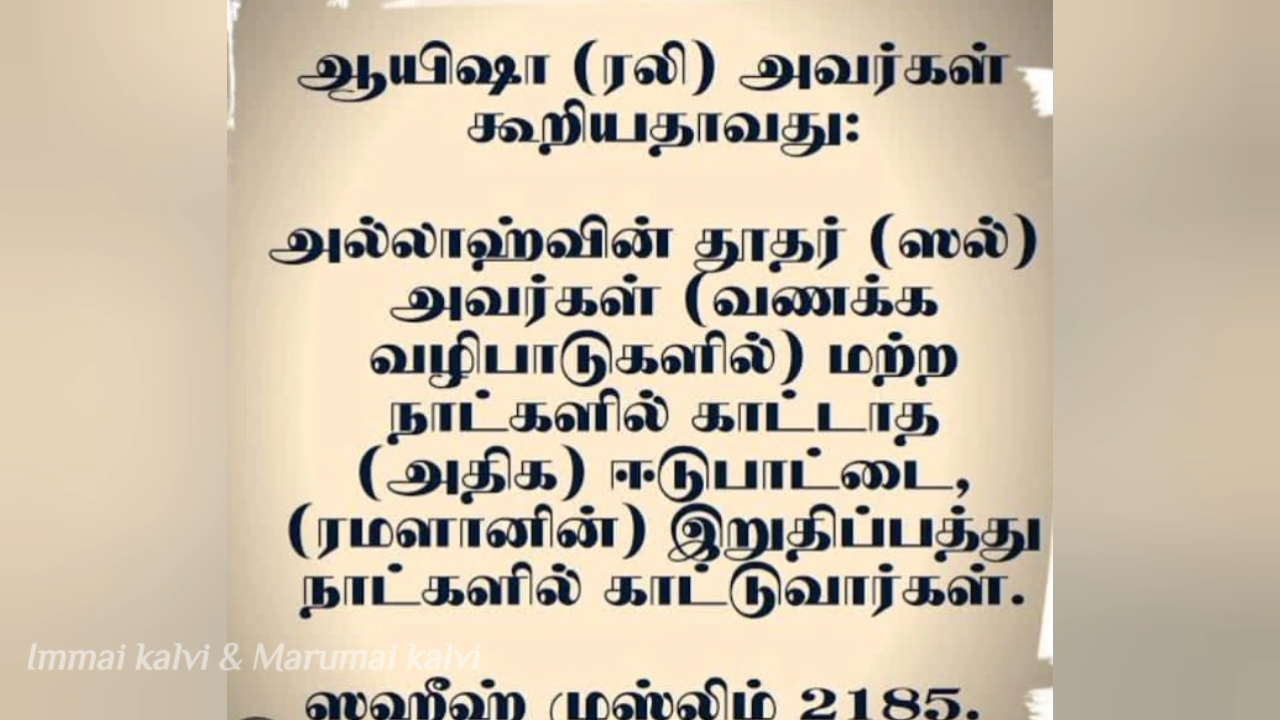 ஆயிஷா (ரலி) அவர்கள்
கூறியதாவது:
அல்லாஹ்வின் தூதர் (ஸல்)
அவர்கள் (வணக்க
வழிபாடுகளில்) மற்ற
நாட்களில் காட்டாத
(அதிக) ஈடுபாட்டை,
(ரமளானின்) இறுதிப்பத்து
நாட்களில் காட்டுவார்கள்.
Immai kalvi & Marumai kalvi
ஸஹீஹ் முஸ்லிம் 2185.